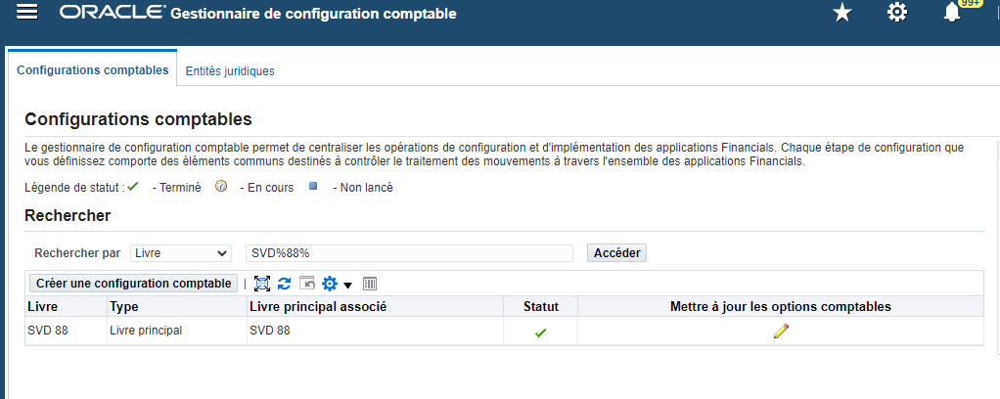 ORACLE Gestionnaire de configuration comptable
99+
Configurations comptables Entités juridiques
Configurations comptables
Le gestionnaire de configuration comptable permet de centraliser les opérations de configuration et d'implémentation des applications Financials. Chaque étape de configuration que
vous définissez comporte des éléments communs destinés à contrôler le traitement des mouvements à travers l'ensemble des applications Financials.
Légende de statut : - Terminé - En cours - Non lancé
Rechercher
Rechercher par Livre SVD%88% Accéder
Créer une configuration comptable
Livre Type Livre principal associé Statut Mettre à jour les options comptables
SVD 88 Livre principal SVD 88